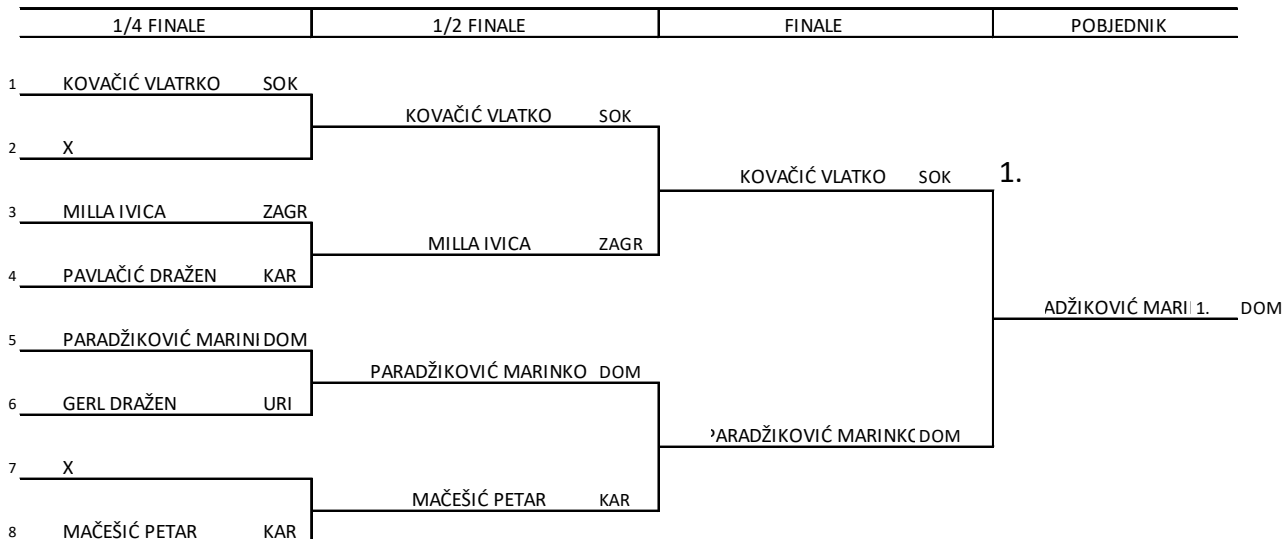 1/4 FINALE 1/2 FINALE FINALE POBJEDNIK
1 KOVAČIĆ VLATRKO SOK
KOVAČIĆ VLATKO SOK
2 X
KOVAČIĆ VLATKO SOK 1.
3 MILLA IVICA ZAGR
MILLA IVICA ZAGR
4 PAVLAČIĆ DRAŽEN KAR
ADŽIKOVIĆ MARI 1. DOM
5 PARADŽIKOVIĆ MARINI DOM
PARADŽIKOVIĆ MARINKO DOM
6 GERL DRAŽEN URI
PARADŽIKOVIĆ MARINKO DOM
7 X
MAČEŠIĆ PETAR KAR
8 MAČEŠIĆ PETAR KAR